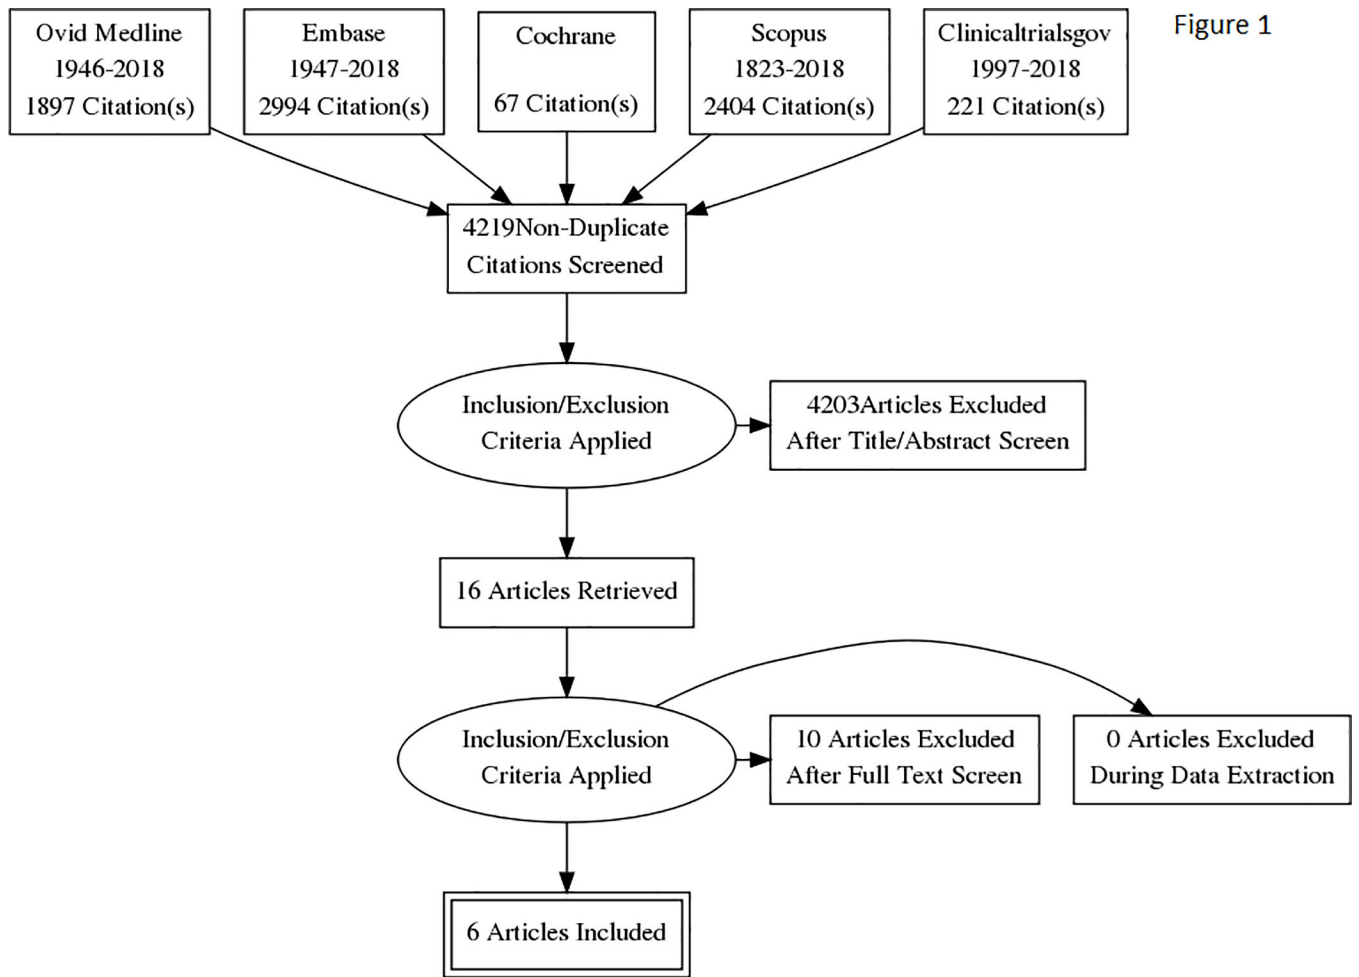 Figure 1
Ovid Medline
1946-2018
1897 Citation(s)
Embase
1947-2018
2994 Citation(s)
Cochrane
67 Citation(s)
Scopus
1823-2018
2404 Citation(s)
Clinicaltrialsgov
1997-2018
221 Citation(s)
4219Non-Duplicate
Citations Screened
Inclusion/Exclusion
Criteria Applied
4203Articles Excluded
After Title/Abstract Screen
16 Articles Retrieved
Inclusion/Exclusion
Criteria Applied
10 Articles Excluded
After Full Text Screen
0 Articles Excluded
During Data Extraction
6 Articles Included